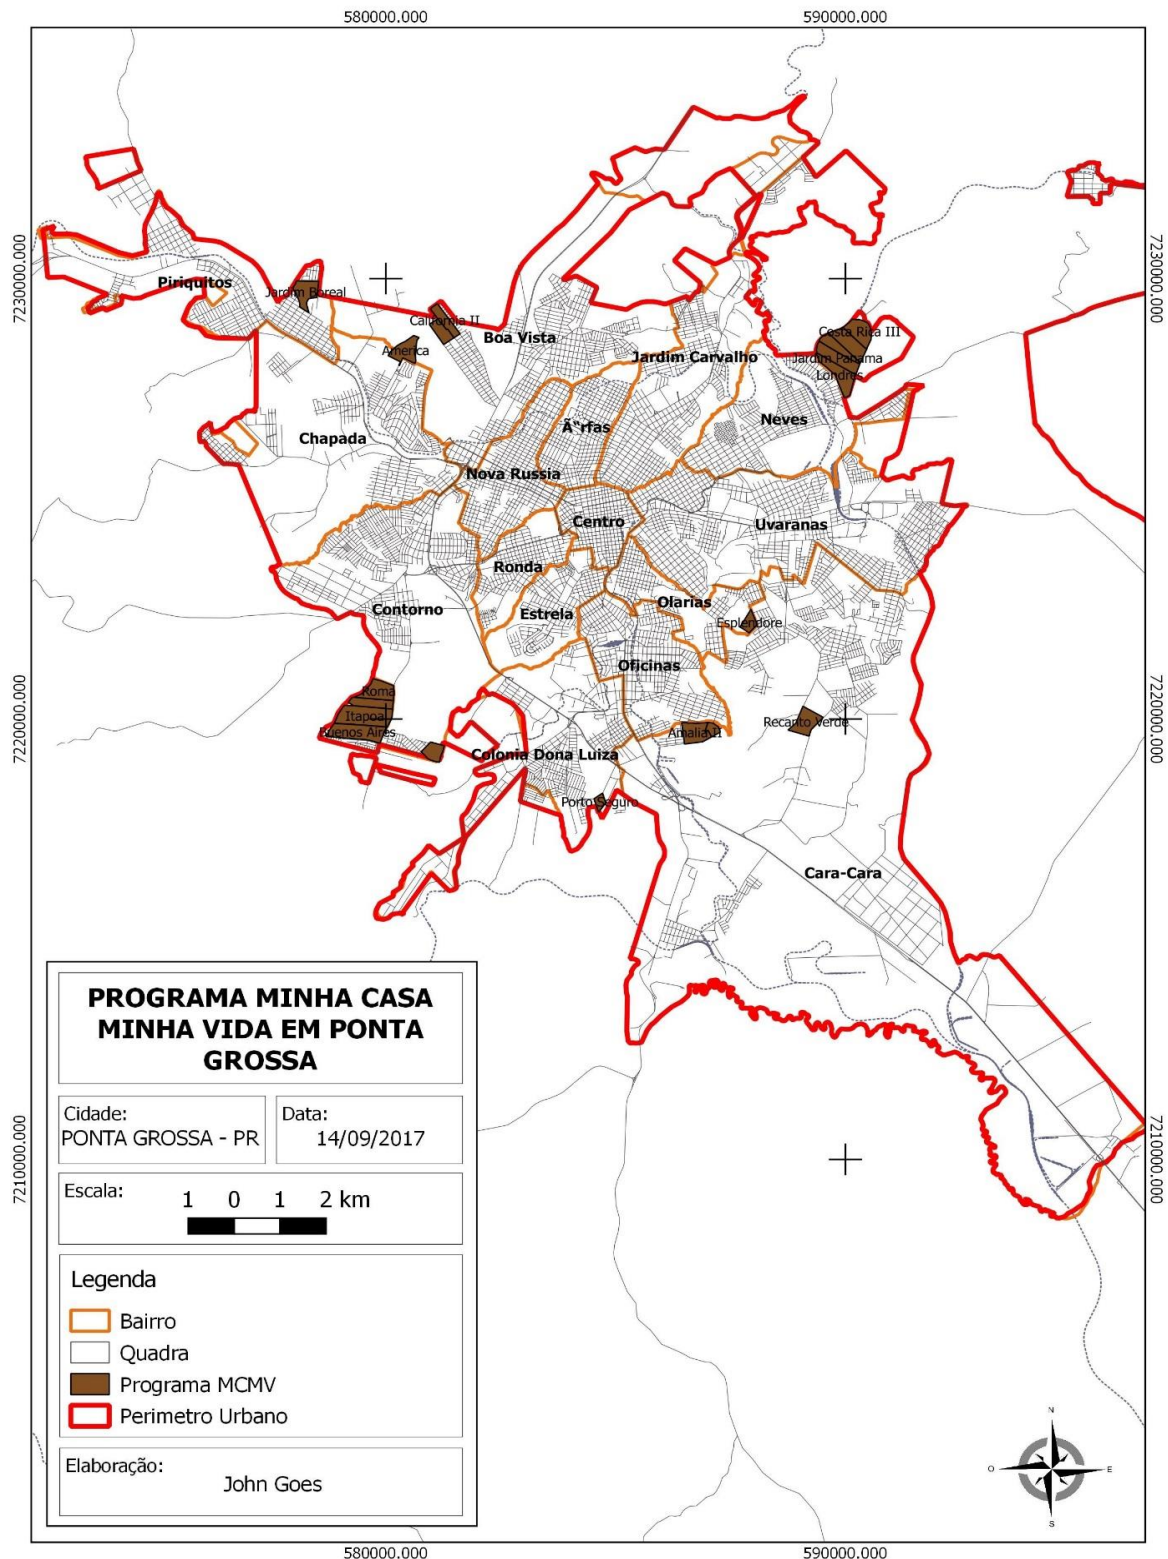 580000.000
590000.000
7230000.000
7230000.000
Piriquitos
Jardim Boreal
California II
America
Boa Vista
Costa Rica III
Jardim Carvalho
Jardim Panama
Londres
Ã“rfas
Neves
Chapada
Nova Russia
Centro
Uvaranas
Ronda
Contorno
Estrela
Olarias
Esplendore
Oficinas
Roma
Itapoa
Buenos Aires
7220000.000
7220000.000
Recanto Verde
Amalia II
Colonia Dona Luiza
Porto Seguro
Cara-Cara
PROGRAMA MINHA CASA
MINHA VIDA EM PONTA
GROSSA
Cidade:
PONTA GROSSA - PR
Data:
14/09/2017
7210000.000
7210000.000
Escala:
1 0 1 2 km
Legenda
Bairro
Quadra
Programa MCMV
Perimetro Urbano
Elaboração:
John Goes
N
O
E
S
580000.000
590000.000